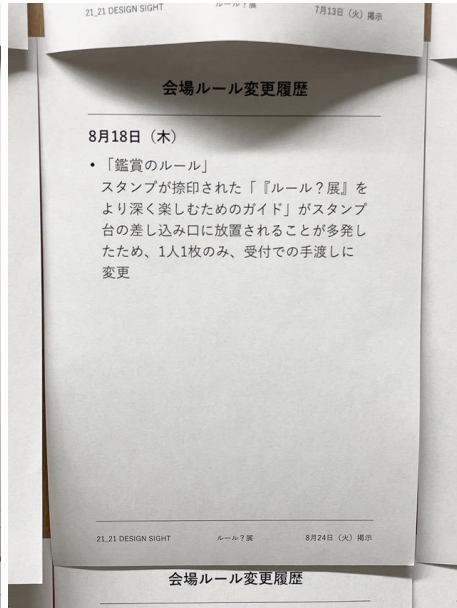 21_21 DESIGN SIGHT ルール?展 7月13日（火）掲示
会場ルール変更履歴
8月18日（木）
•「鑑賞のルール」
スタンプが捺印された「『ルール？展』を
より深く楽しむためのガイド」がスタンプ
台の差し込み口に放置されることが多発し
たため、1人1枚のみ、受付での手渡しに
変更
21_21 DESIGN SIGHT ルール?展 8月24日（火）掲示
会場ルール変更履歴